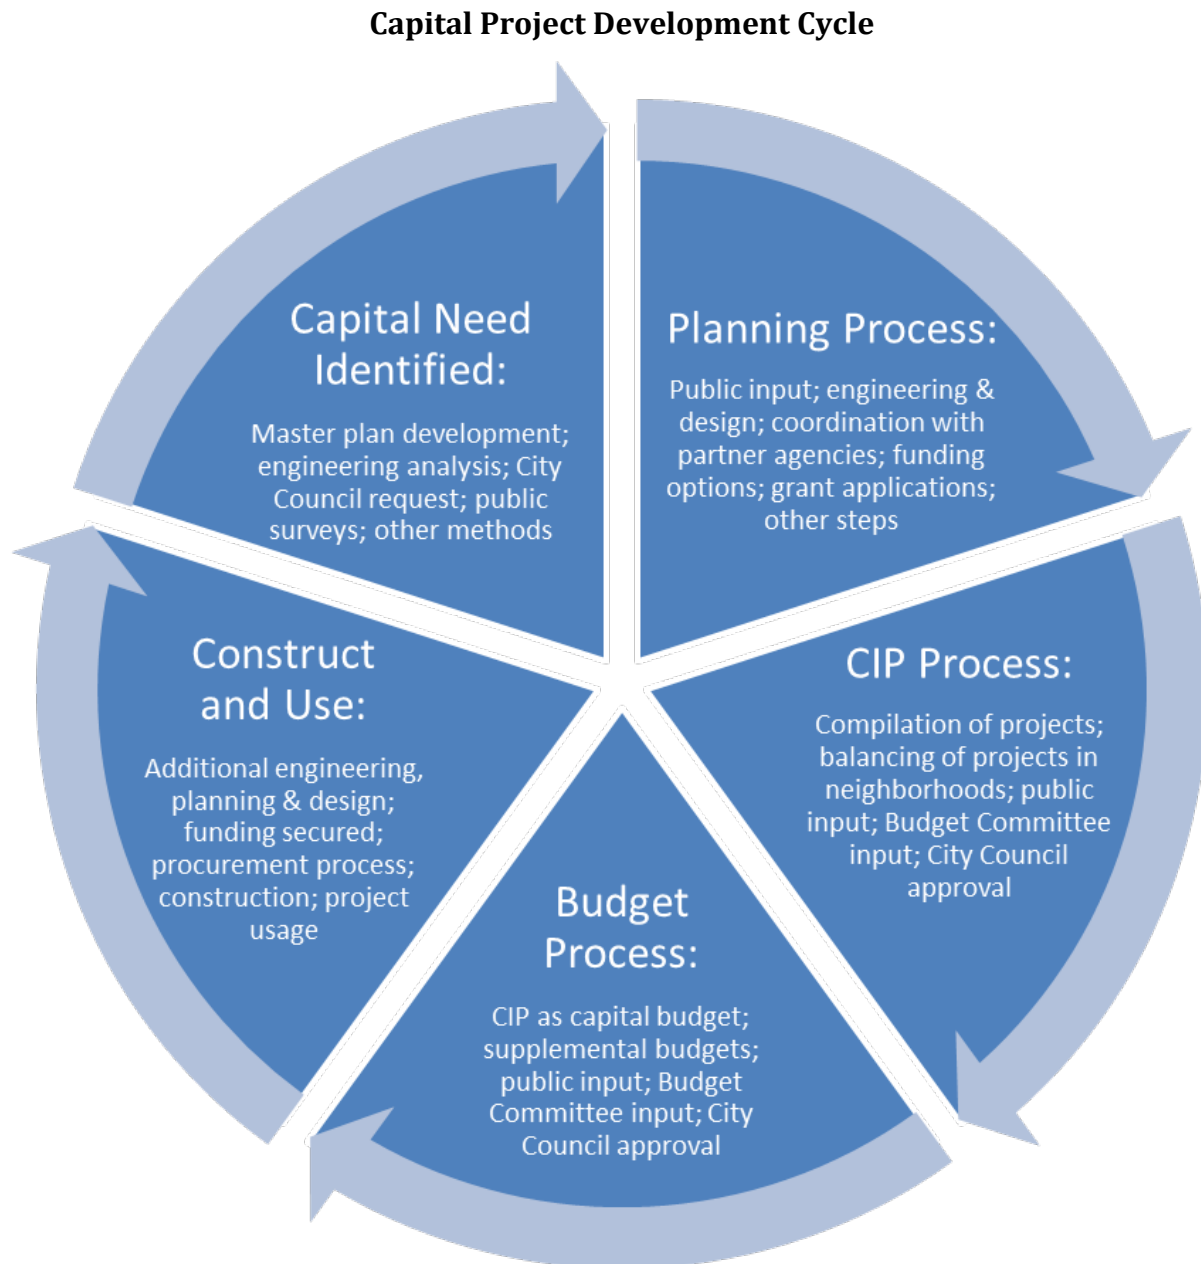 Capital Project Development Cycle
Capital Need
Identified:
Master plan development;
engineering analysis; City
Council request; public
surveys; other methods
Planning Process:
Public input; engineering &
design; coordination with
partner agencies; funding
options; grant applications;
other steps
CIP Process:
Compilation of projects;
balancing of projects in
neighborhoods; public
input; Budget Committee
input; City Council
approval
Budget
Process:
CIP as capital budget;
supplemental budgets;
public input; Budget
Committee input; City
Council approval
Construct
and Use:
Additional engineering,
planning & design;
funding secured;
procurement process;
construction; project
usage